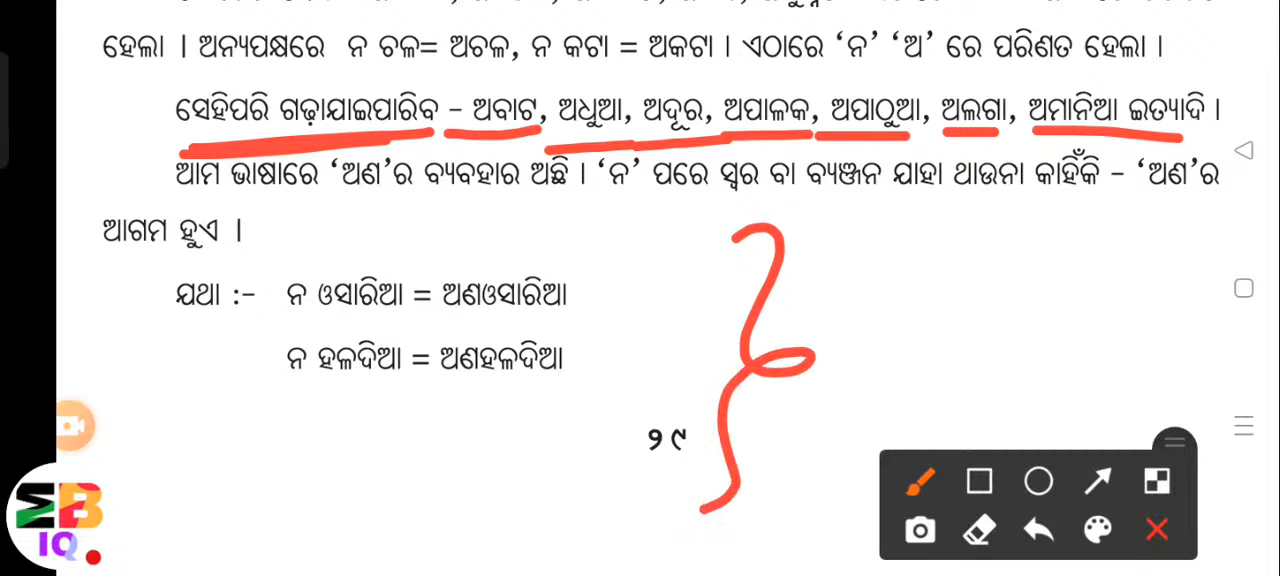 ହେଲା । ଅନ୍ୟପକ୍ଷରେ ନ ଚଳ= ଅଚଳ, ନ କଟା = ଅକଟା । ଏଠାରେ ‘ନ’ ‘ଅ’ ରେ ପରିଣତ ହେଲା ।
ସେହିପରି ଗଢ଼ାଯାଇପାରିବ – ଅବାଟ, ଅଧୁଆ, ଅଦୂର, ଅପାଳକ, ଅପାଠୁଆ, ଅଲଗା, ଅମାନିଆ ଇତ୍ୟାଦି ।
ଆମ ଭାଷାରେ ‘ଅଣ’ର ବ୍ୟବହାର ଅଛି । ‘ନ’ ପରେ ସ୍ୱର ବା ବ୍ୟଞ୍ଜନ ଯାହା ଥାଉନା କାହିଁକି – ‘ଅଣ’ର
ଆଗମ ହୁଏ ।
ଯଥା :– ନ ଓସାରିଆ = ଅଣଓସାରିଆ
ନ ହଳଦିଆ = ଅଣହଳଦିଆ
୨୯
IQ